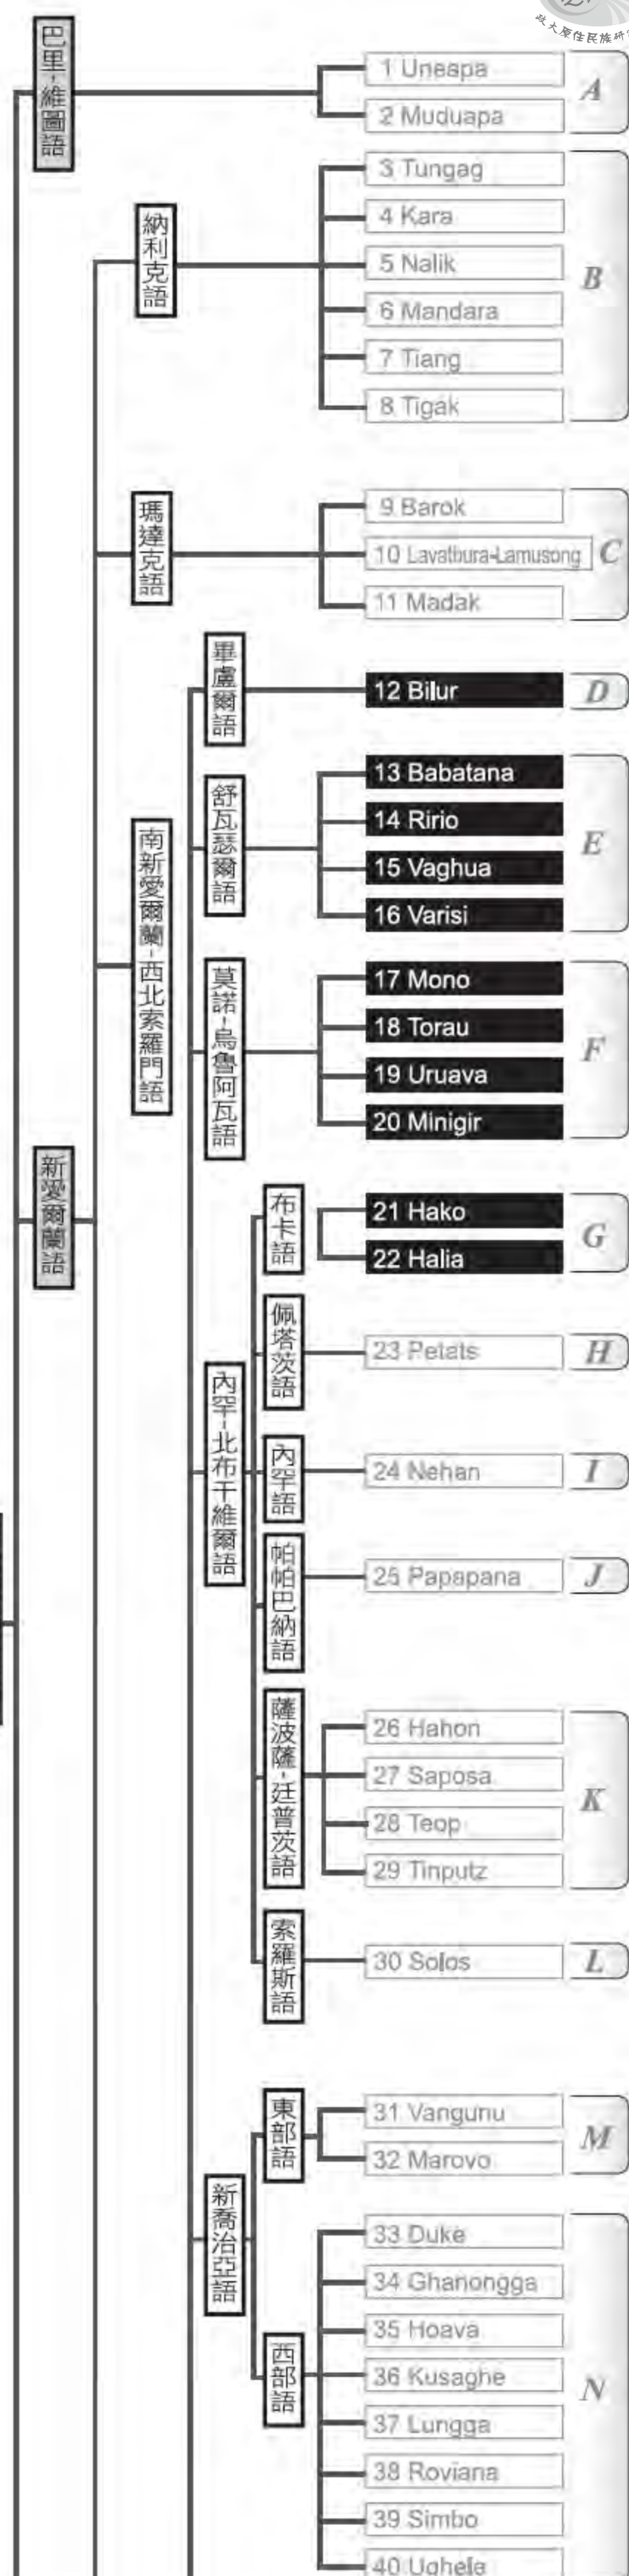 政大原住民族研
巴里-維圖語
1 Uneapa
2 Muduapa
A
納利克語
3 Tungag
4 Kara
5 Nalik
6 Mandara
7 Tiang
8 Tigak
B
瑪達克語
9 Barok
10 Lavatbura-Lamusong
11 Madak
C
南新愛爾蘭-西北索羅門語
畢盧爾語
12 Bilur
D
舒瓦瑟爾語
13 Babatana
14 Ririo
15 Vaghua
16 Varisi
E
莫諾-烏魯阿瓦語
17 Mono
18 Torau
19 Uruava
20 Minigir
F
新愛爾蘭語
內罕-北布干維爾語
布卡語
21 Hako
22 Halia
G
佩塔茨語
23 Petats
H
內罕語
24 Nehan
I
帕帕巴納語
25 Papapana
J
薩波薩-廷普茨語
26 Hahon
27 Saposa
28 Teop
29 Tinputz
K
索羅斯語
30 Solos
L
新喬治亞語
東部語
31 Vangunu
32 Marovo
M
西部語
33 Duke
34 Ghanongga
35 Hoava
36 Kusaghe
37 Lungga
38 Roviana
39 Simbo
40 Ughele
N